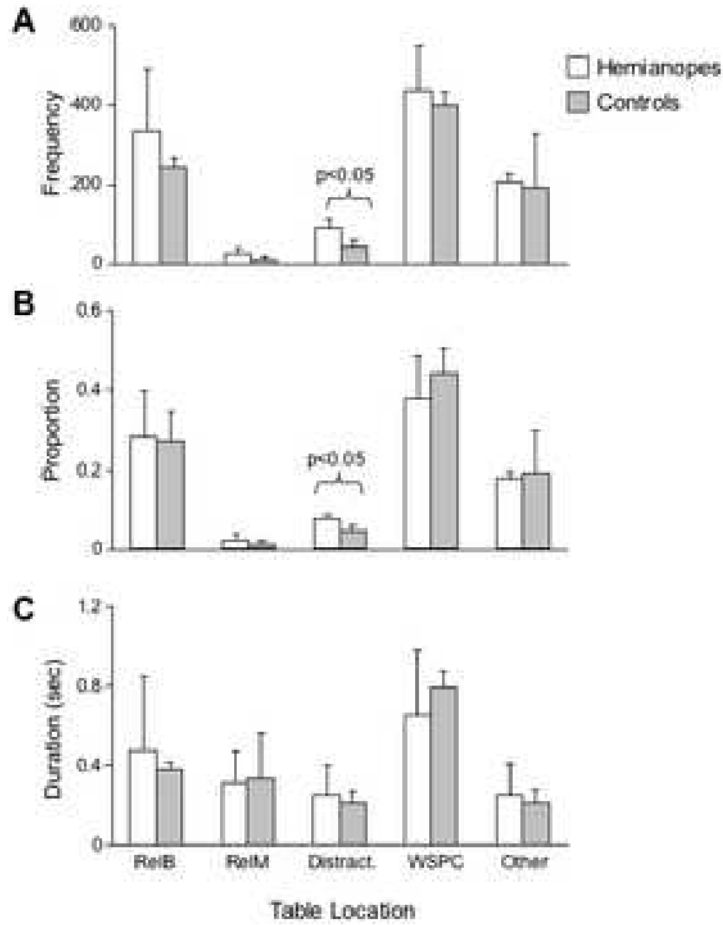 A
600
400
200
0
Frequency
p<0.05
Hemianopes
Controls
B
0.6
0.4
0.2
0
Proportion
p<0.05
C
1.2
0.8
0.4
0
Duration (sec)
RelB RelM Distract. WSPC Other
Table Location